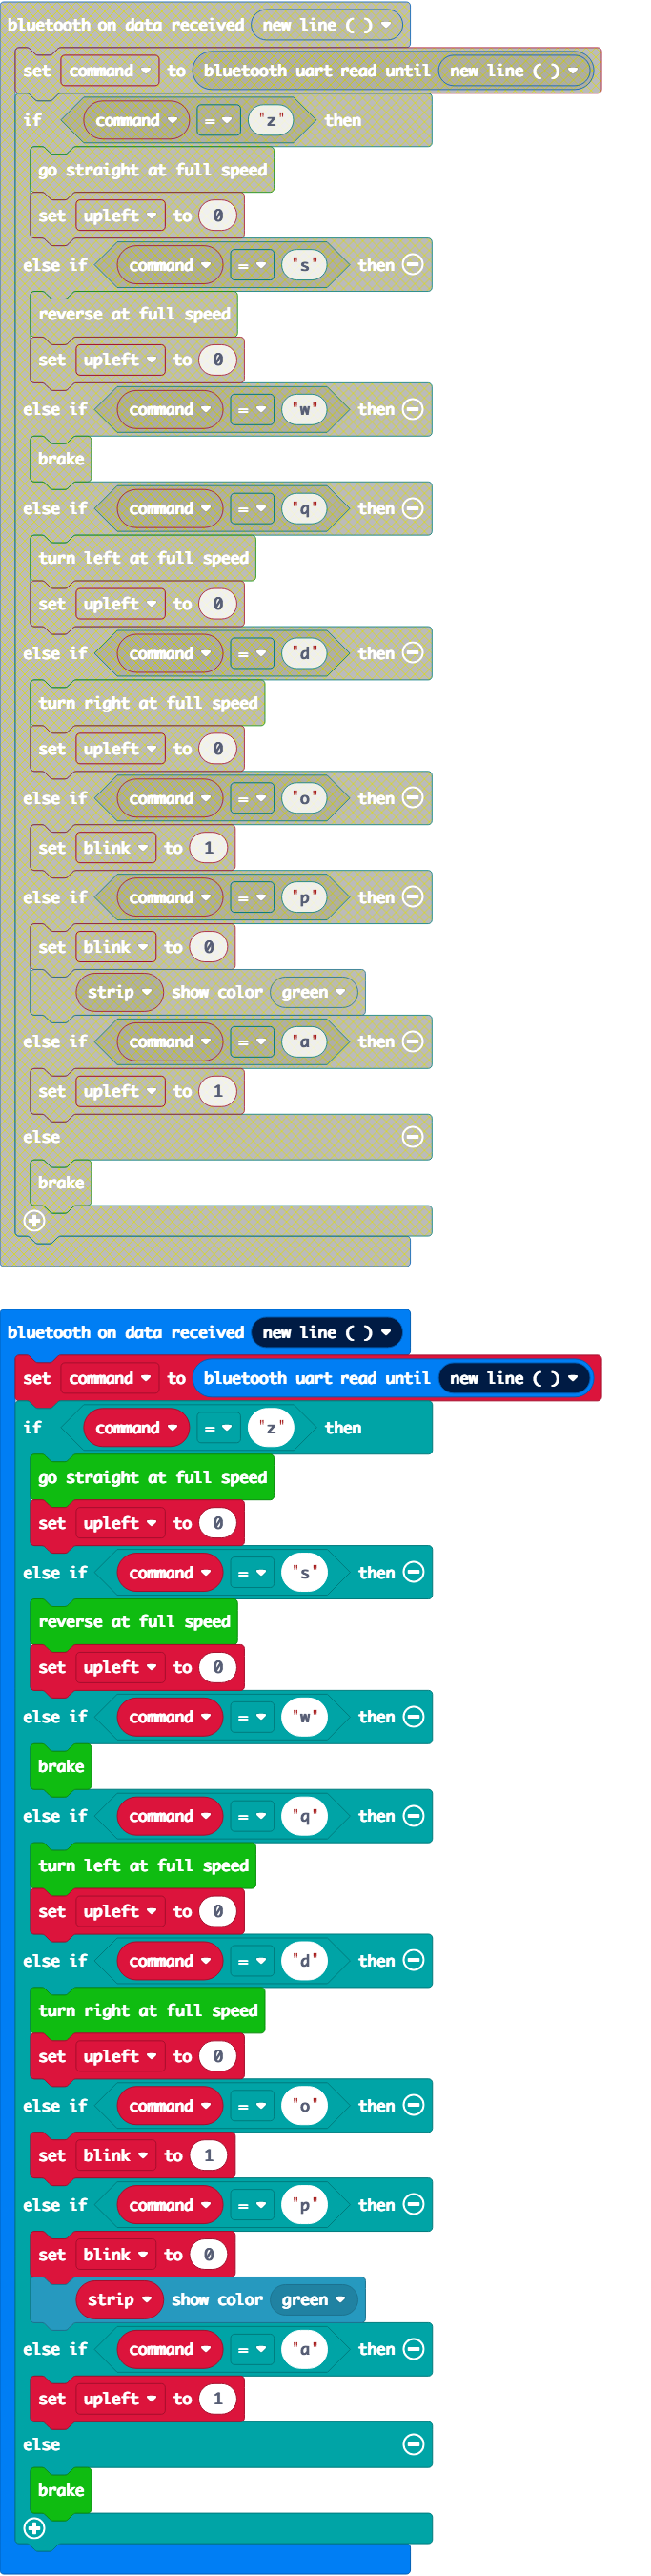 bluetooth on data received new line ( )
set command to bluetooth uart read until new line ( )
if command = "z" then
go straight at full speed
set upleft to 0
else if command = "s" then
reverse at full speed
set upleft to 0
else if command = "w" then
brake
else if command = "q" then
turn left at full speed
set upleft to 0
else if command = "d" then
turn right at full speed
set upleft to 0
else if command = "o" then
set blink to 1
else if command = "p" then
set blink to 0
strip show color green
else if command = "a" then
set upleft to 1
else
brake
bluetooth on data received new line ( )
set command to bluetooth uart read until new line ( )
if command = "z" then
go straight at full speed
set upleft to 0
else if command = "s" then
reverse at full speed
set upleft to 0
else if command = "w" then
brake
else if command = "q" then
turn left at full speed
set upleft to 0
else if command = "d" then
turn right at full speed
set upleft to 0
else if command = "o" then
set blink to 1
else if command = "p" then
set blink to 0
strip show color green
else if command = "a" then
set upleft to 1
else
brake